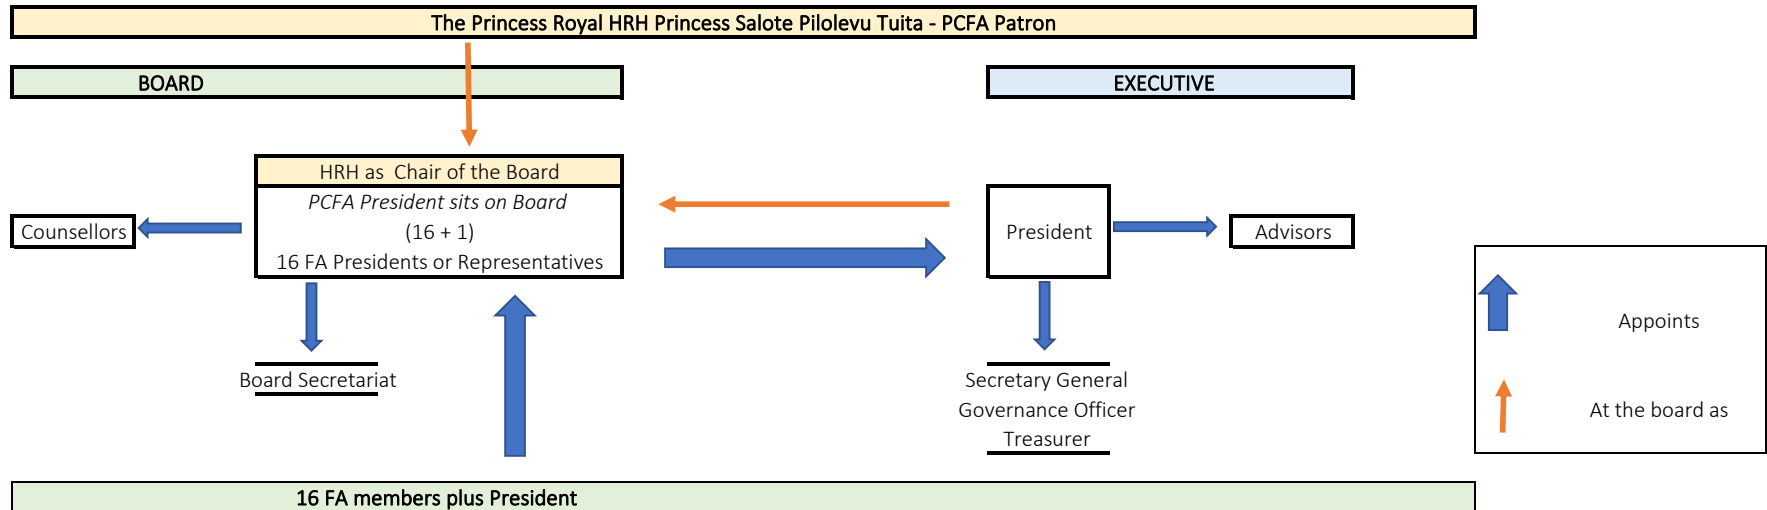 The Princess Royal HRH Princess Salote Pilolevu Tuita - PCFA Patron
BOARD
EXECUTIVE
HRH as Chair of the Board
PCFA President sits on Board
(16 + 1)
16 FA Presidents or Representatives
Counsellors
President
Advisors
Board Secretariat
Secretary General
Governance Officer
Treasurer
Appoints
At the board as
16 FA members plus President